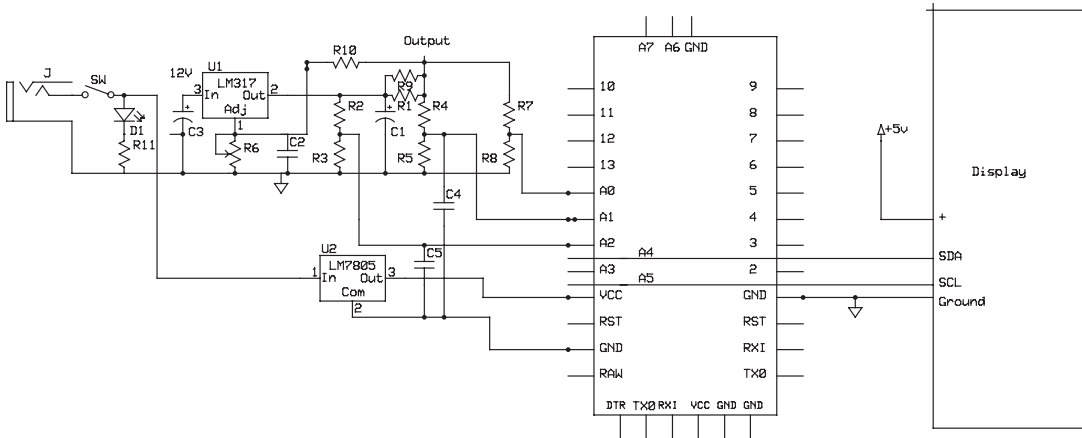 Output
R10
J
SW
12V
U1
LM317
3
2
In Out
Adj
1
R9
R1
R2
R4
R7
D1
R11
C3
R6
C2
R3
C1
R5
R8
C4
C5
U2
LM7805
1
3
In Out
Com
2
A7 A6 GND
10
11
12
13
A0
A1
A2
A3
VCC
RST
GND
RAW
9
8
7
6
5
4
3
2
GND
RST
RXI
TX0
A4
A5
DTR TX0 RXI VCC GND GND
+5v
Display
+
SDA
SCL
Ground